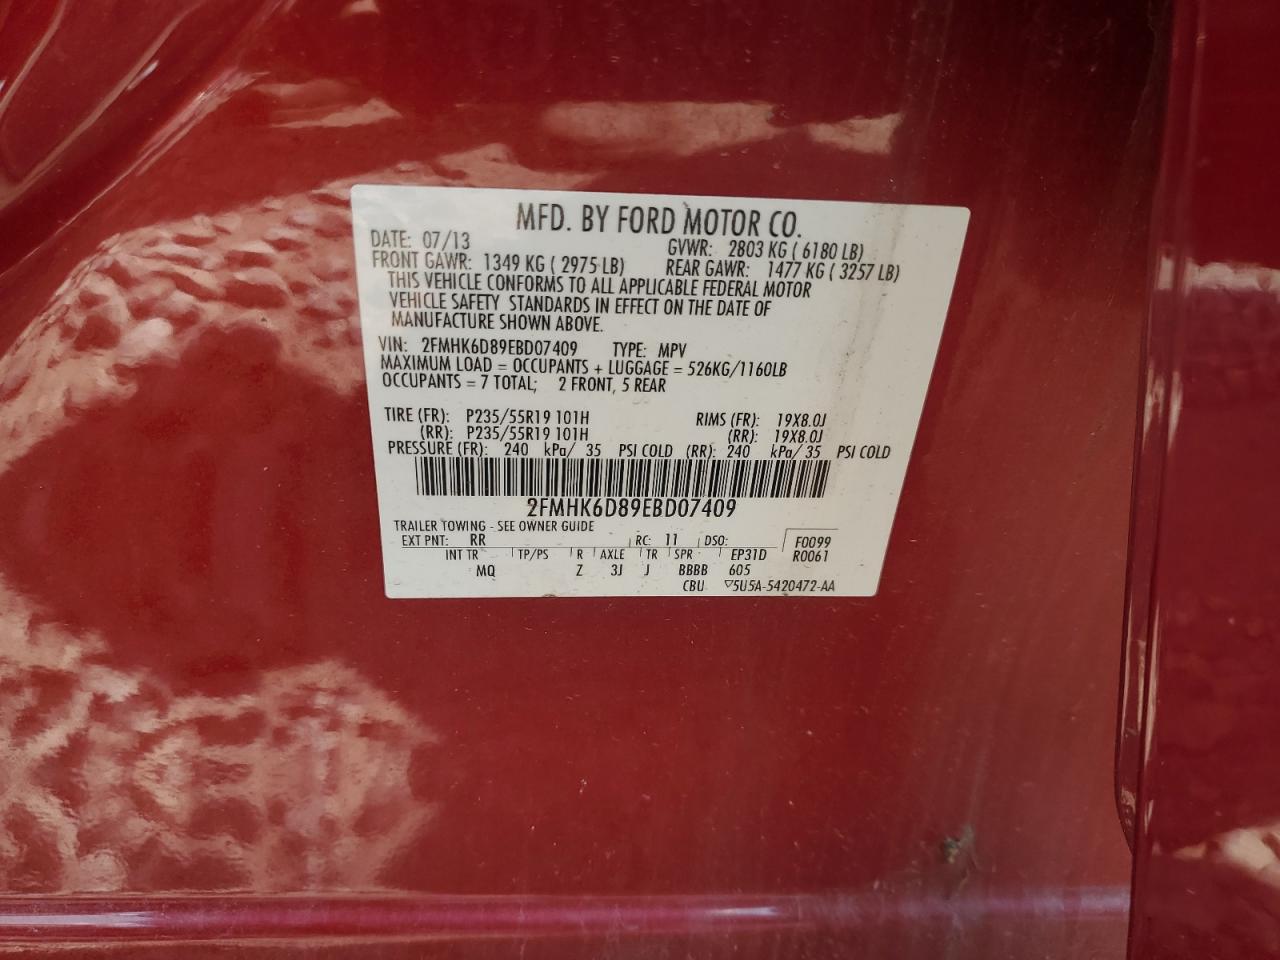 MFD. BY FORD MOTOR CO.
DATE: 07/13 GVWR: 2803 KG ( 6180 LB)
FRONT GAWR: 1349 KG ( 2975 LB) REAR GAWR: 1477 KG ( 3257 LB)
THIS VEHICLE CONFORMS TO ALL APPLICABLE FEDERAL MOTOR
VEHICLE SAFETY STANDARDS IN EFFECT ON THE DATE OF
MANUFACTURE SHOWN ABOVE.
VIN: 2FMHK6D89EBD07409 TYPE: MPV
MAXIMUM LOAD = OCCUPANTS + LUGGAGE = 526KG/1160LB
OCCUPANTS = 7 TOTAL; 2 FRONT, 5 REAR
TIRE (FR): P235/55R19 101H RIMS (FR): 19X8.0J
(RR): P235/55R19 101H (RR): 19X8.0J
PRESSURE (FR): 240 kPa/ 35 PSI COLD (RR): 240 kPa/ 35 PSI COLD
2FMHK6D89EBD07409
TRAILER TOWING - SEE OWNER GUIDE
EXT PNT: RR RC: 11 DSO: F0099
INT TR TP/PS R AXLE TR SPR EP31D R0061
MQ Z 3J J BBBB 605
CBU ▽5U5A-5420472-AA